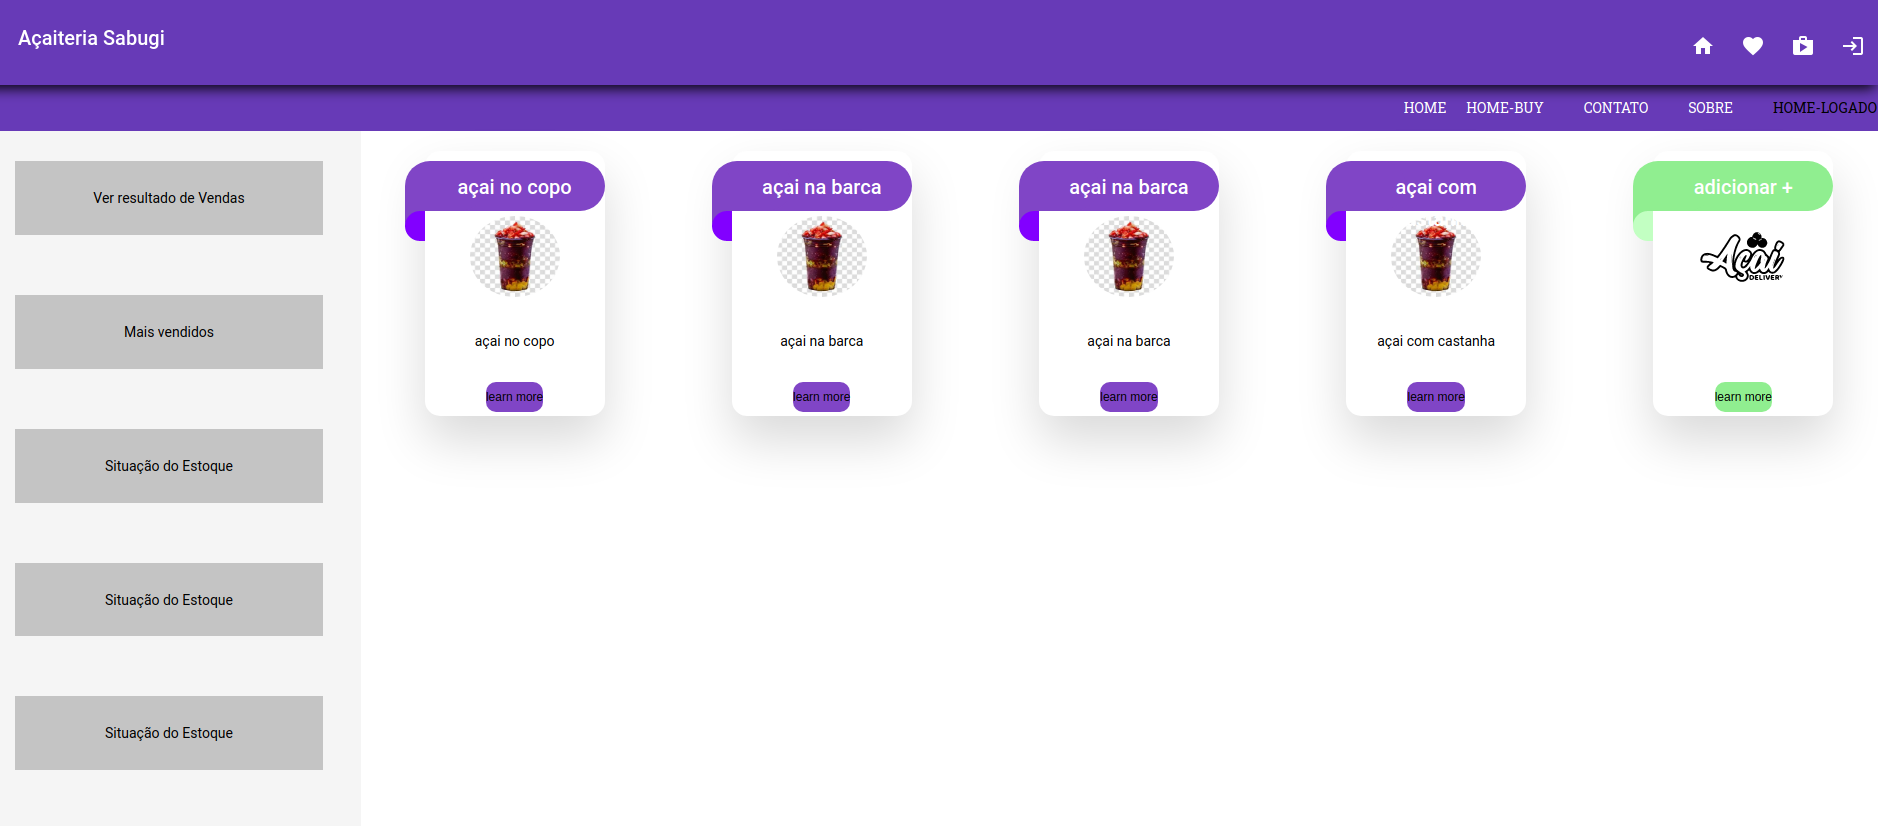 Açaiteria Sabugi
HOME HOME-BUY CONTATO SOBRE HOME-LOGADO
Ver resultado de Vendas
Mais vendidos
Situação do Estoque
Situação do Estoque
Situação do Estoque
açai no copo
açai no copo
learn more
açai na barca
açai na barca
learn more
açai na barca
açai na barca
learn more
açai com
açai com castanha
learn more
adicionar +
Açaí
DELIVERY
learn more